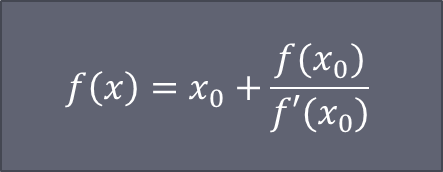 f(x) = x₀ + f(x₀) / f′(x₀)